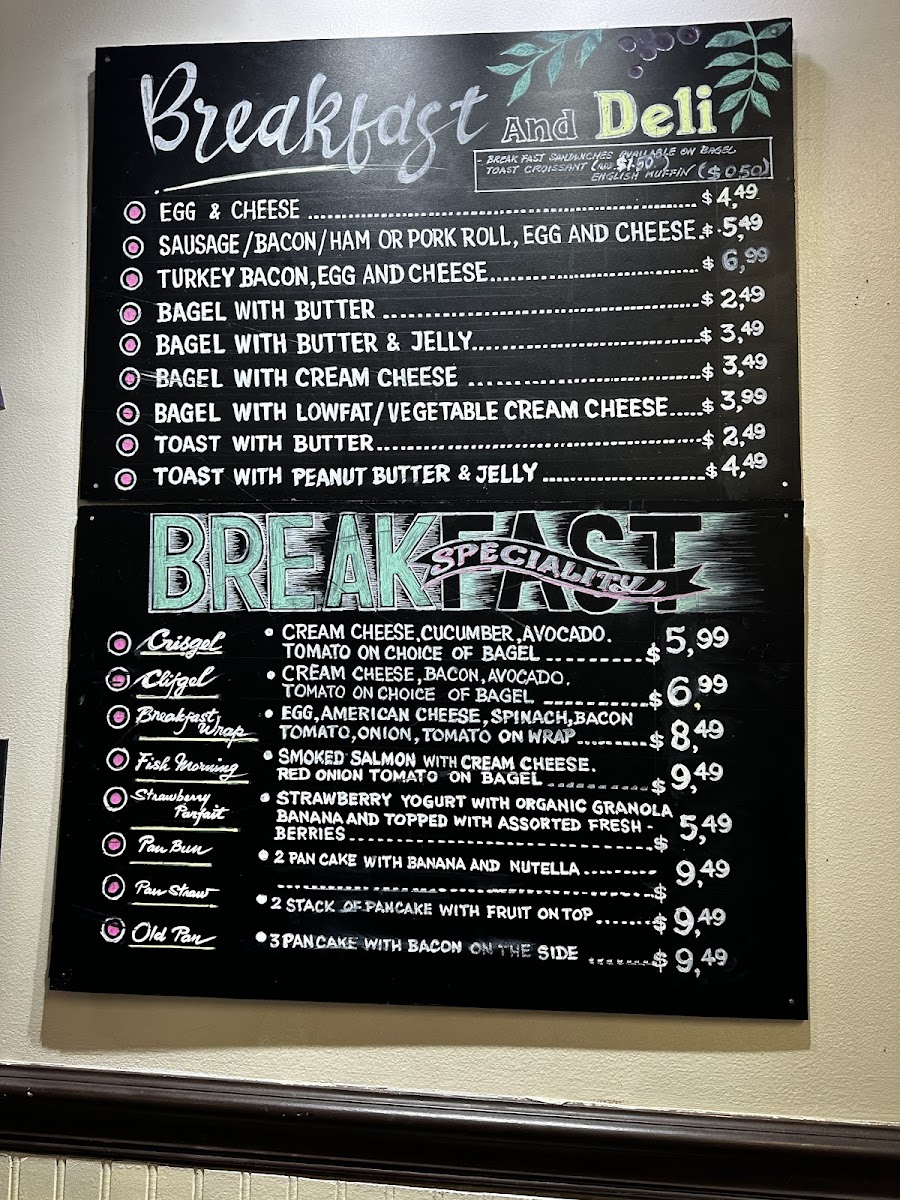 Breakfast And Deli
- BREAK FAST SANDWICHES AVAILABLE ON BAGEL
TOAST CROISSANT (ADD $1.50)
ENGLISH MUFFIN ($0.50)
EGG & CHEESE $4,49
SAUSAGE/BACON/HAM OR PORK ROLL, EGG AND CHEESE $5,49
TURKEY BACON, EGG AND CHEESE $6,99
BAGEL WITH BUTTER $2,49
BAGEL WITH BUTTER & JELLY $3,49
BAGEL WITH CREAM CHEESE $3,49
BAGEL WITH LOWFAT/VEGETABLE CREAM CHEESE $3,99
TOAST WITH BUTTER $2,49
TOAST WITH PEANUT BUTTER & JELLY $4,49
BREAKFAST
SPECIALITY
Crisgel • CREAM CHEESE, CUCUMBER, AVOCADO.
TOMATO ON CHOICE OF BAGEL $5,99
Clifgel • CREAM CHEESE, BACON, AVOCADO.
TOMATO ON CHOICE OF BAGEL $6,99
Breakfast Wrap • EGG, AMERICAN CHEESE, SPINACH, BACON
TOMATO, ONION, TOMATO ON WRAP $8,49
Fish Morning • SMOKED SALMON WITH CREAM CHEESE.
RED ONION TOMATO ON BAGEL $9,49
Strawberry Parfait • STRAWBERRY YOGURT WITH ORGANIC GRANOLA
BANANA AND TOPPED WITH ASSORTED FRESH -
BERRIES $5,49
Pan Bun • 2 PAN CAKE WITH BANANA AND NUTELLA
$9,49
Pan Straw • 2 STACK OF PANCAKE WITH FRUIT ON TOP $9,49
Old Pan • 3 PANCAKE WITH BACON ON THE SIDE $9,49